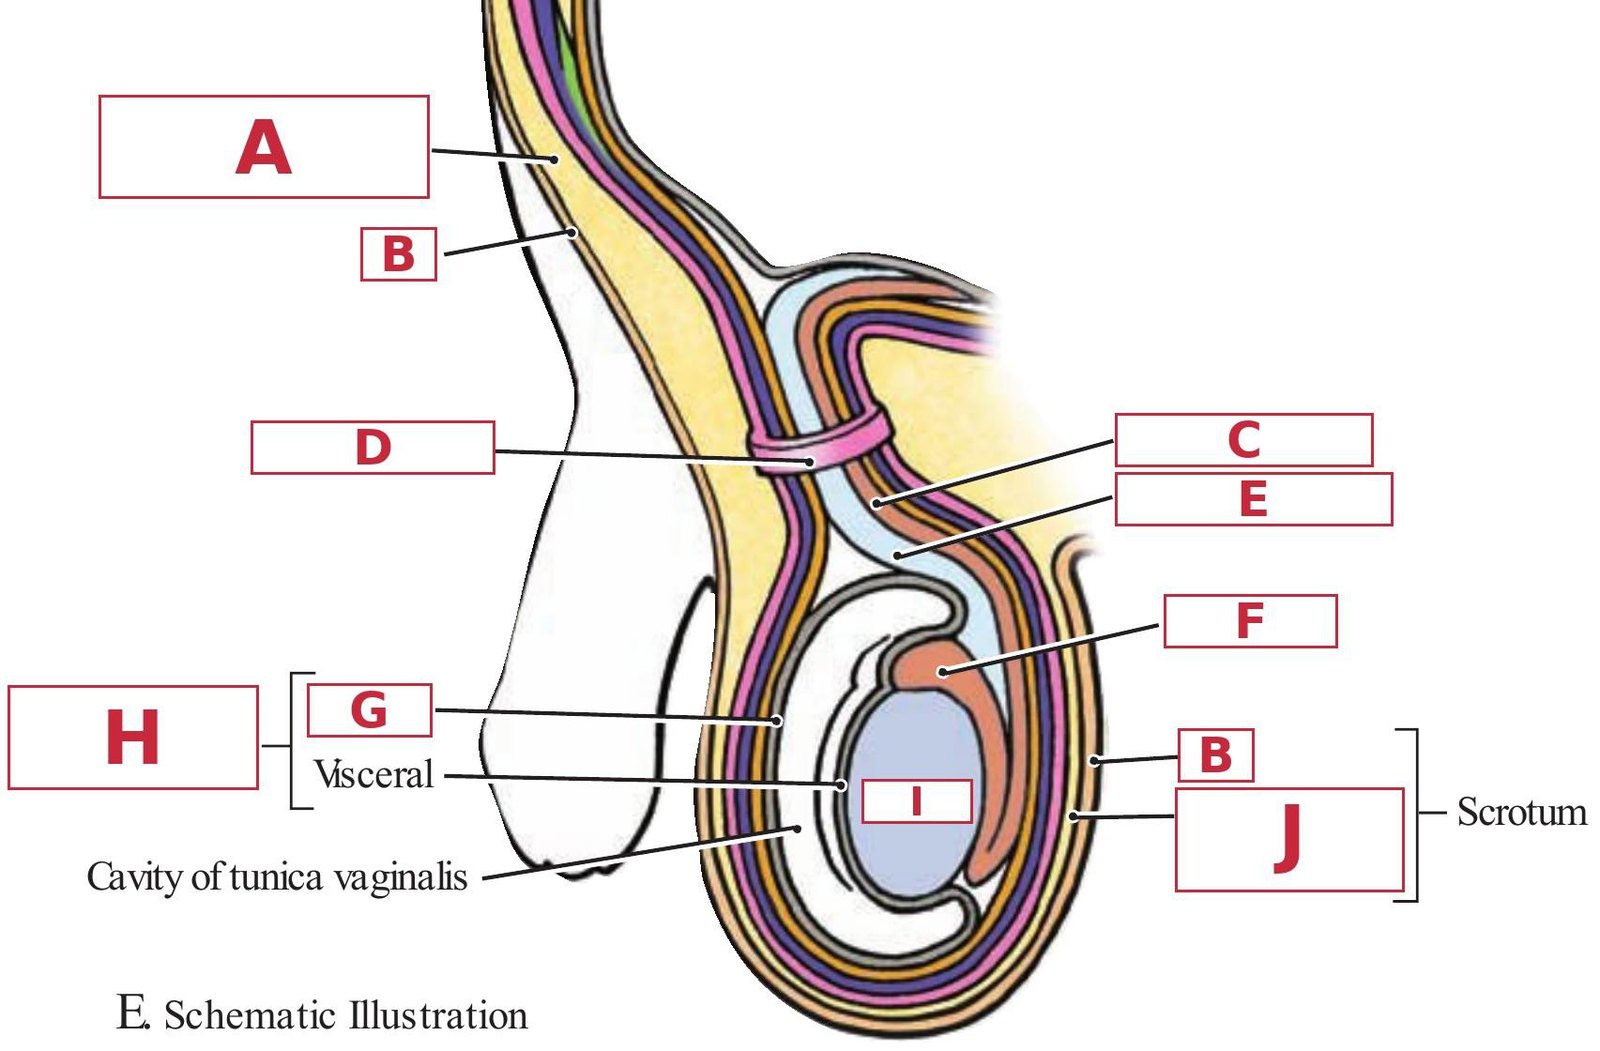 A
B
D
C
E
F
H
G
Visceral
I
B
J
Scrotum
Cavity of tunica vaginalis
E. Schematic Illustration